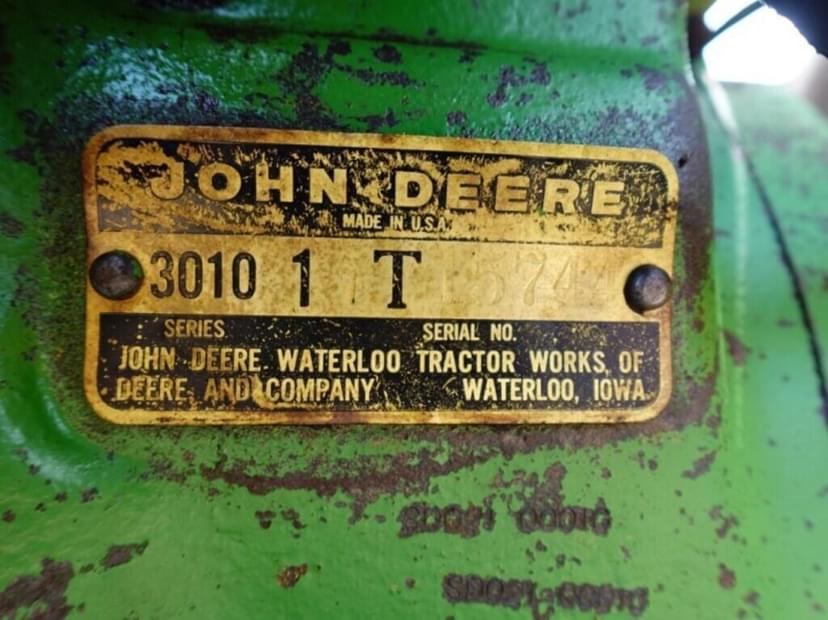 JOHN DEERE
MADE IN U.S.A.
3010 1 T
SERIES SERIAL NO.
JOHN DEERE WATERLOO TRACTOR WORKS OF
DEERE AND COMPANY WATERLOO, IOWA